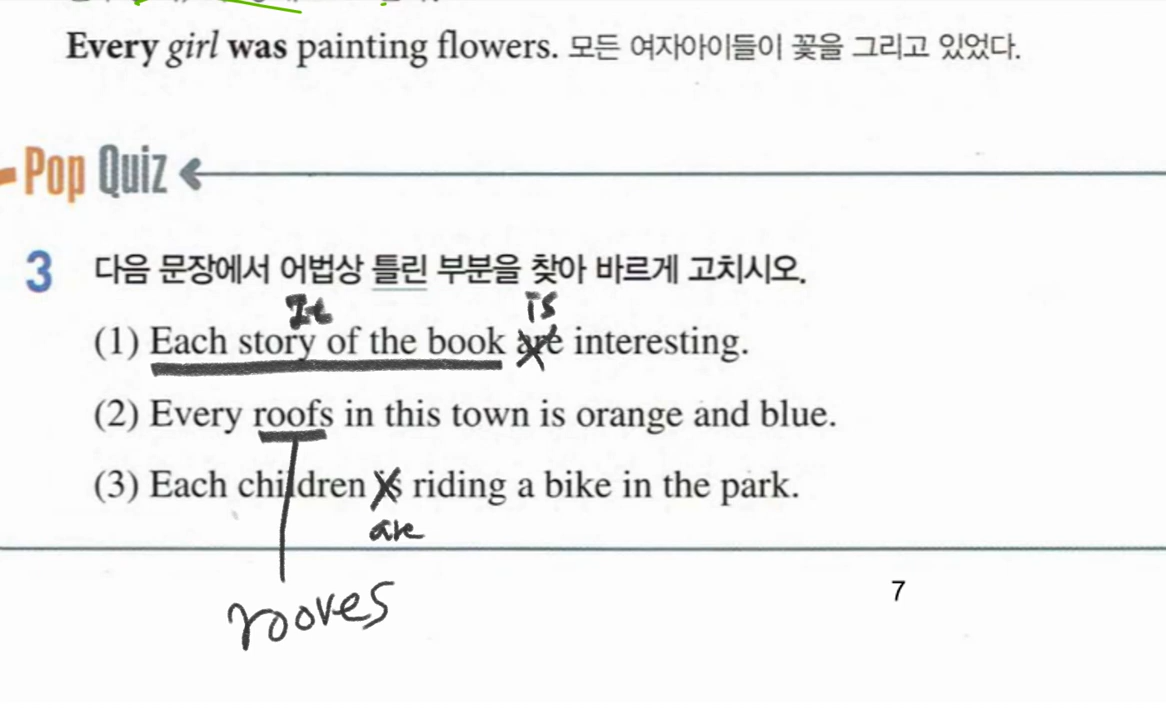 Every girl was painting flowers. 모든 여자아이들이 꽃을 그리고 있었다.
Pop Quiz
3 다음 문장에서 어법상 틀린 부분을 찾아 바르게 고치시오.
It is
(1) Each story of the book are interesting.
(2) Every roofs in this town is orange and blue.
(3) Each children is riding a bike in the park.
are
7
rooves